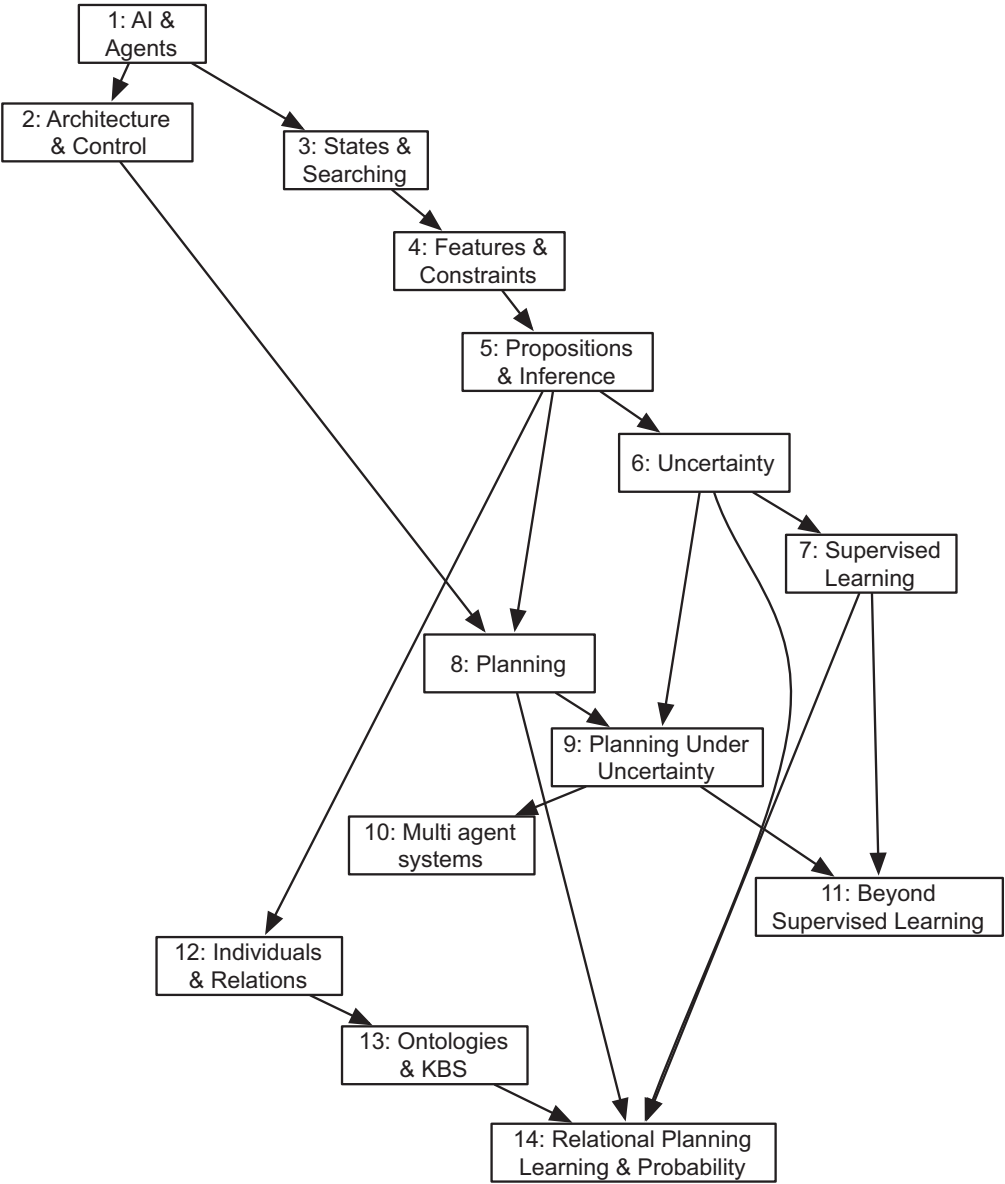 1: AI &
Agents
2: Architecture
& Control
3: States &
Searching
4: Features &
Constraints
5: Propositions
& Inference
6: Uncertainty
7: Supervised
Learning
8: Planning
9: Planning Under
Uncertainty
10: Multi agent
systems
11: Beyond
Supervised Learning
12: Individuals
& Relations
13: Ontologies
& KBS
14: Relational Planning
Learning & Probability